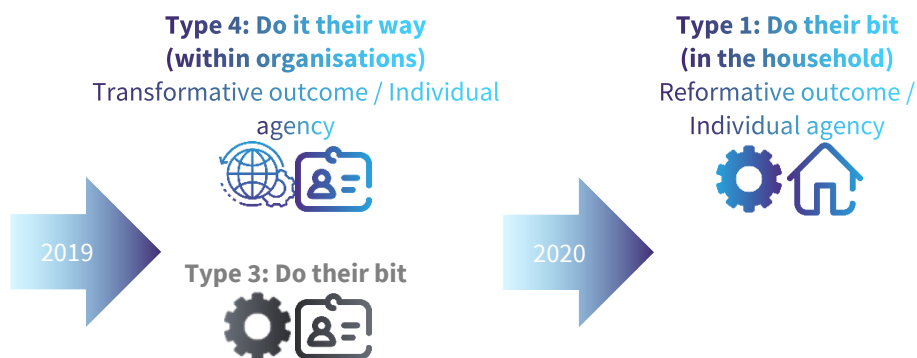 Type 4: Do it their way
(within organisations)
Transformative outcome / Individual
agency
2019
Type 3: Do their bit
Type 1: Do their bit
(in the household)
Reformative outcome /
Individual agency
2020